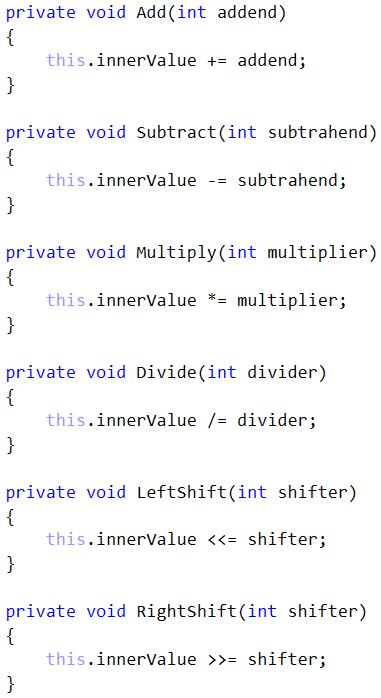 private void Add(int addend)
{
    this.innerValue += addend;
}

private void Subtract(int subtrahend)
{
    this.innerValue -= subtrahend;
}

private void Multiply(int multiplier)
{
    this.innerValue *= multiplier;
}

private void Divide(int divider)
{
    this.innerValue /= divider;
}

private void LeftShift(int shifter)
{
    this.innerValue <<= shifter;
}

private void RightShift(int shifter)
{
    this.innerValue >>= shifter;
}